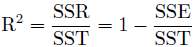 R² = SSR/SST = 1 − SSE/SST